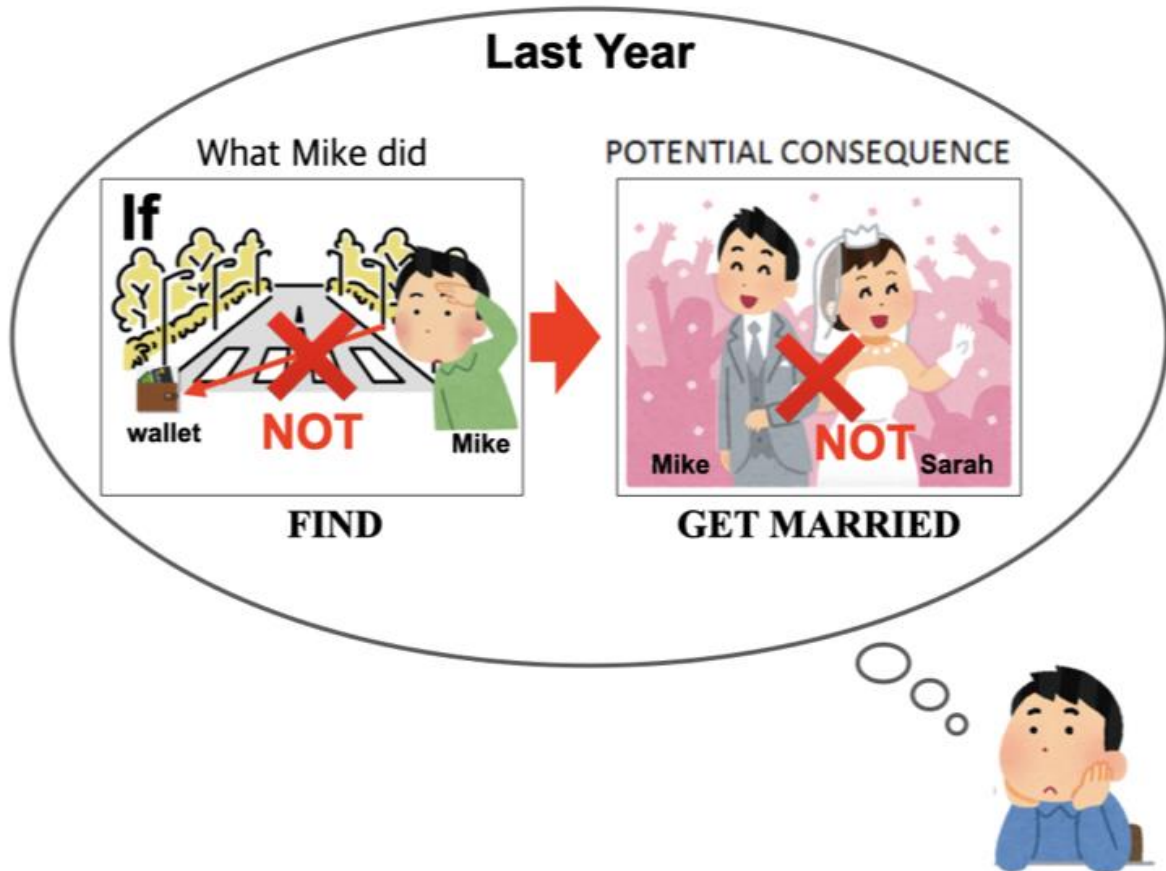 Last Year
What Mike did
POTENTIAL CONSEQUENCE
If
wallet
NOT
Mike
Mike
NOT
Sarah
FIND
GET MARRIED